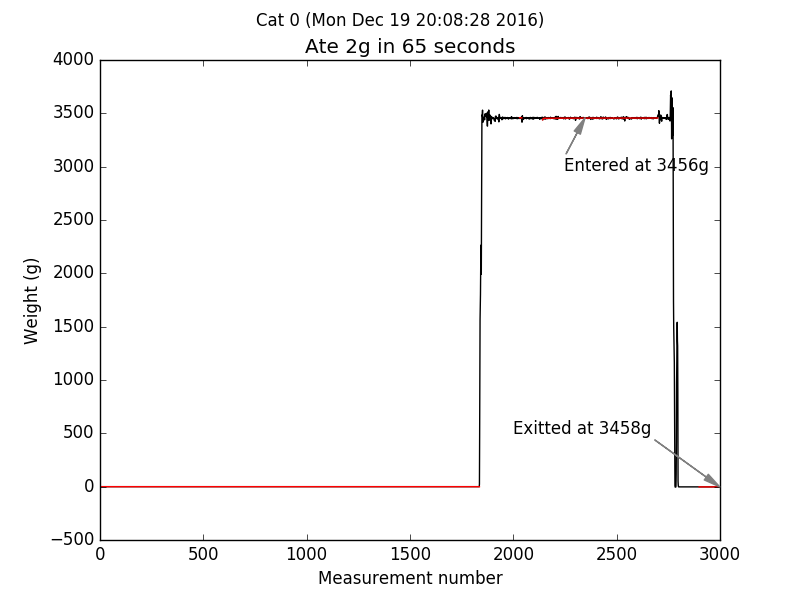 Cat 0 (Mon Dec 19 20:08:28 2016)
Ate 2g in 65 seconds
4000
3500
3000
2500
2000
1500
1000
500
0
−500
Weight (g)
Entered at 3456g
Exitted at 3458g
0 500 1000 1500 2000 2500 3000
Measurement number